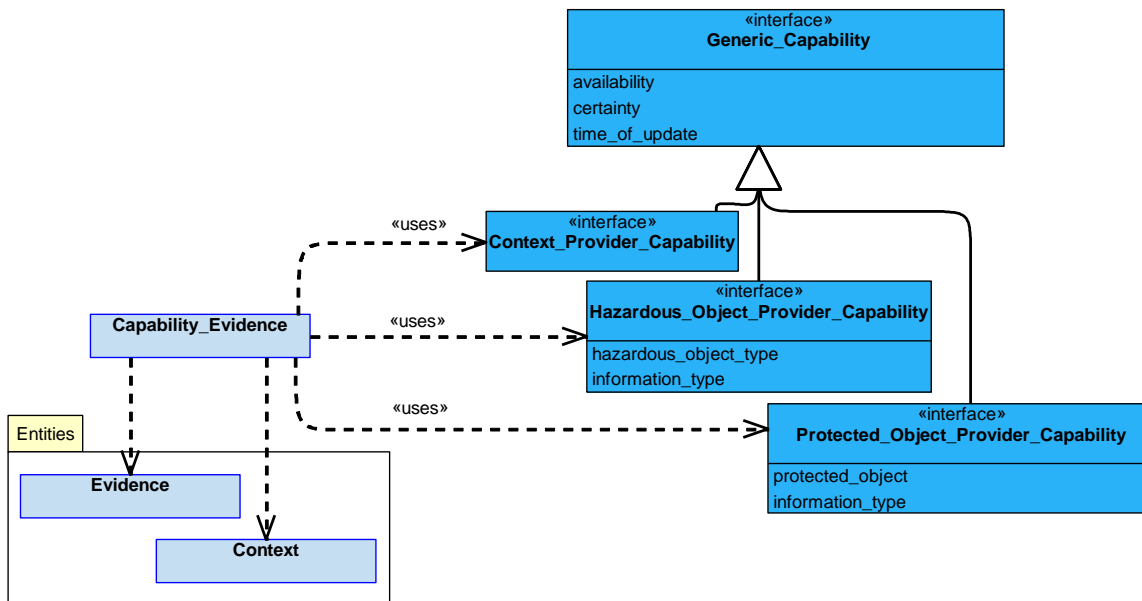 «interface»
Generic_Capability
availability
certainty
time_of_update
«uses»
«interface»
Context_Provider_Capability
«interface»
Hazardous_Object_Provider_Capability
hazardous_object_type
information_type
Capability_Evidence
«uses»
«uses»
«interface»
Protected_Object_Provider_Capability
protected_object
information_type
Entities
Evidence
Context